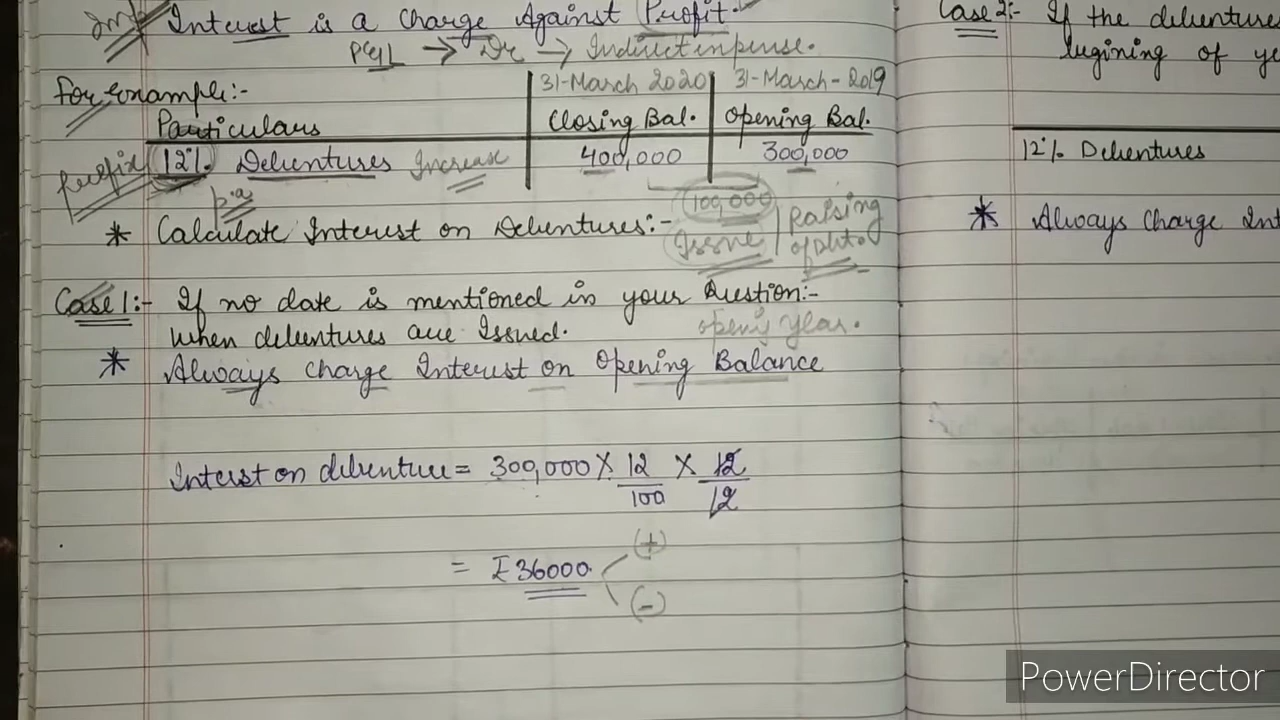 Imp Interest is a Charge Against Profit.
P&L → Dr → Indirect expense.
For example:-
31-March 2020 31-March-2019
Particulars Closing Bal. Opening Bal.
Prefix 12% Debentures Increase 400,000 300,000
p.a
100,000
* Calculate Interest on Debentures:-
Issue / Raising of
Case 1:- If no date is mentioned in your Question:-
when debentures are Issued. opening year.
* Always charge Interest on Opening Balance
Interest on debenture = 300,000 × 12/100 × 12/12
= ₹36000
(+)
(-)
Case 2:- If the debenture
begining of ye
12% Debentures
* Always Charge Int
PowerDirector